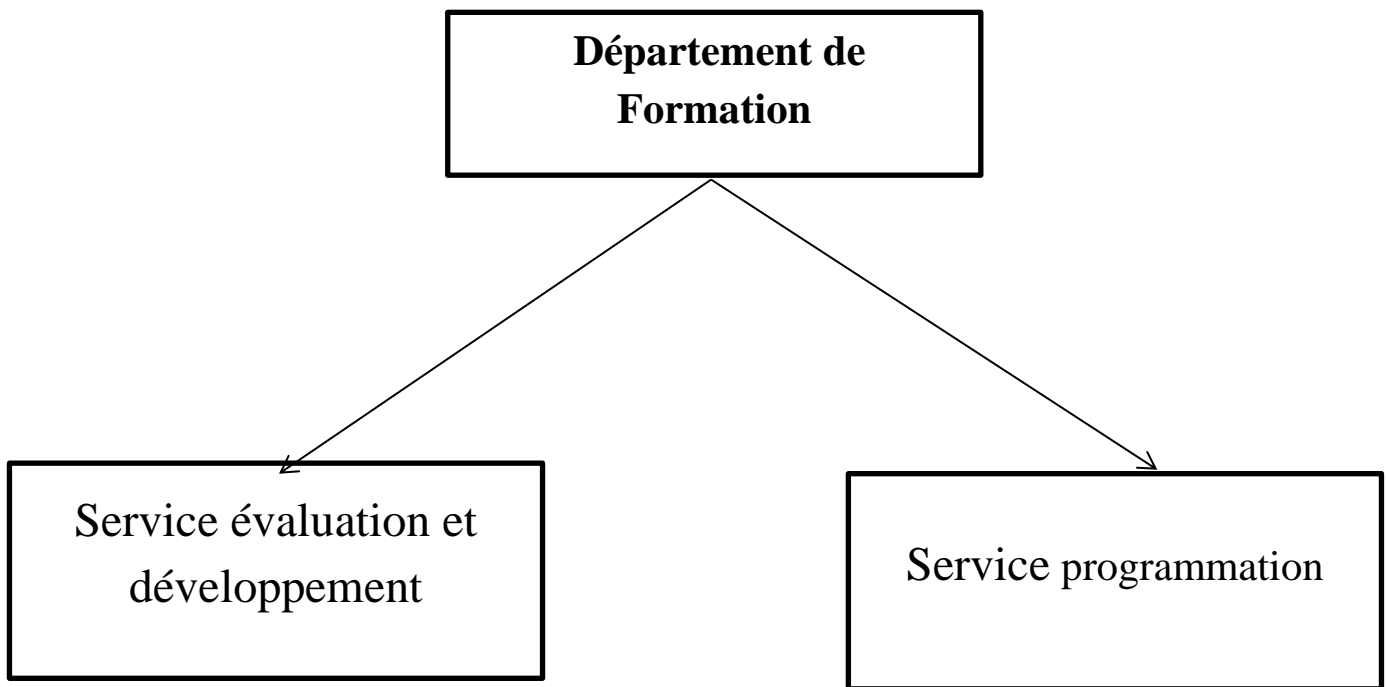 Département de
Formation
Service évaluation et
développement
Service programmation